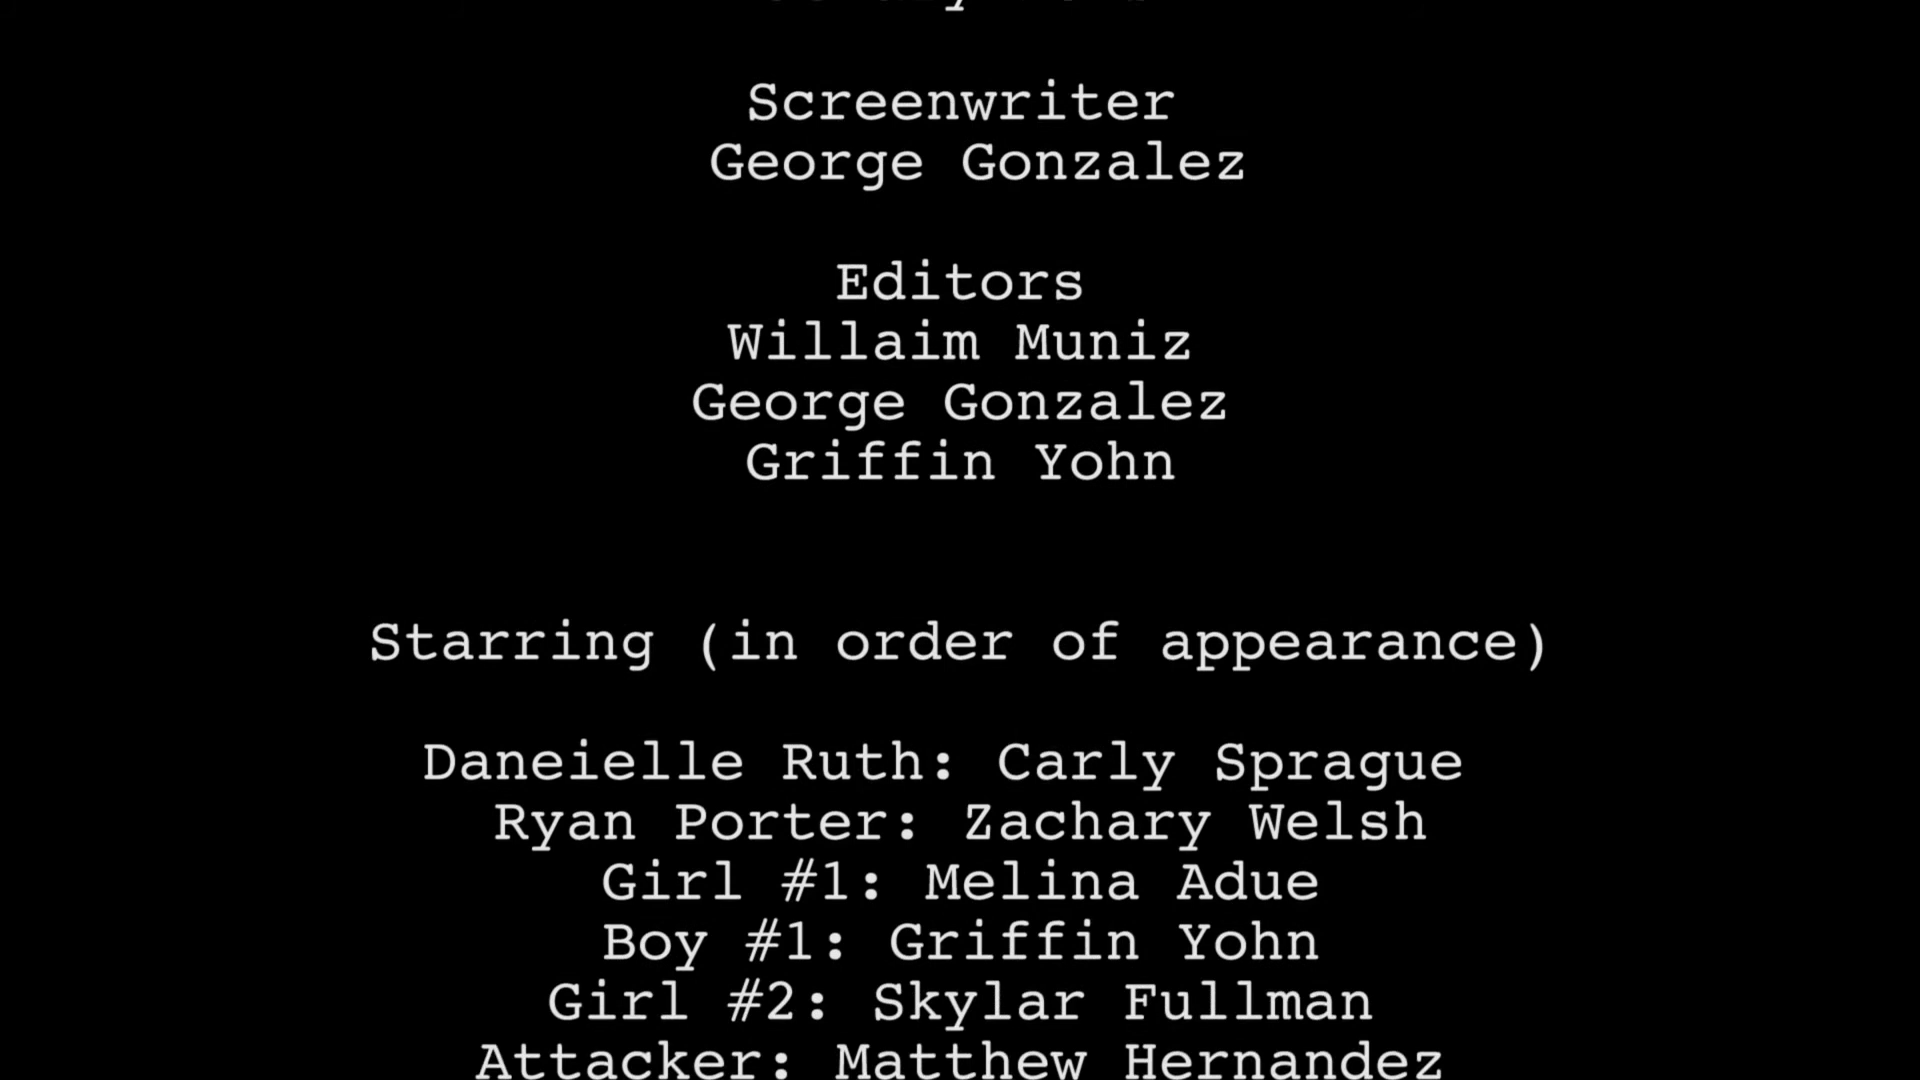 Screenwriter
George Gonzalez
Editors
Willaim Muniz
George Gonzalez
Griffin Yohn
Starring (in order of appearance)
Daneielle Ruth: Carly Sprague
Ryan Porter: Zachary Welsh
Girl #1: Melina Adue
Boy #1: Griffin Yohn
Girl #2: Skylar Fullman
Attacker: Matthew Hernandez